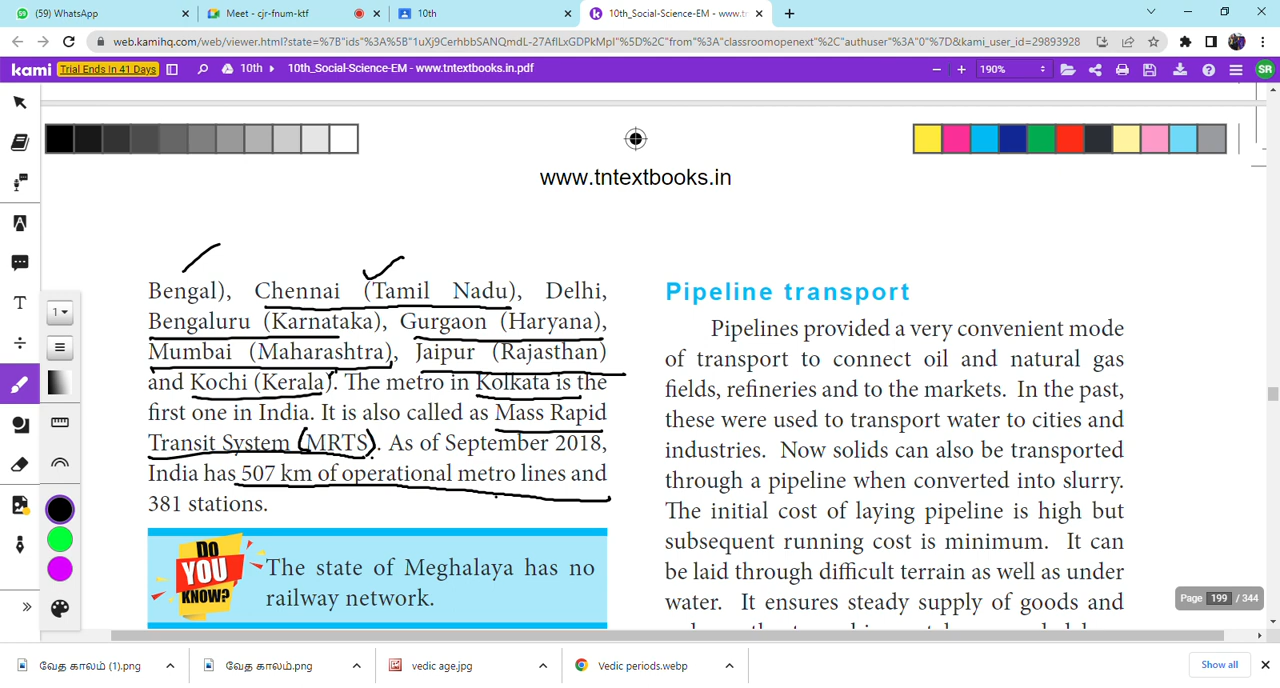 (59) WhatsApp
Meet - cjr-fnum-ktf
10th
10th_Social-Science-EM - www.t
web.kamihq.com/web/viewer.html?state=%7B"ids"%3A%5B"1uXj9CerhbbSANQmdL-27AfILxGDPkMpI"%5D%2C"from"%3A"classroomopenext"%2C"authuser"%3A"0"%7D&kami_user_id=29893928
kami Trial Ends In 41 Days 10th 10th_Social-Science-EM - www.tntextbooks.in.pdf 190% SR
www.tntextbooks.in
Bengal), Chennai (Tamil Nadu), Delhi,
Bengaluru (Karnataka), Gurgaon (Haryana),
Mumbai (Maharashtra), Jaipur (Rajasthan)
and Kochi (Kerala). The metro in Kolkata is the
first one in India. It is also called as Mass Rapid
Transit System (MRTS). As of September 2018,
India has 507 km of operational metro lines and
381 stations.
DO
YOU
KNOW?
The state of Meghalaya has no
railway network.
Pipeline transport
Pipelines provided a very convenient mode
of transport to connect oil and natural gas
fields, refineries and to the markets. In the past,
these were used to transport water to cities and
industries. Now solids can also be transported
through a pipeline when converted into slurry.
The initial cost of laying pipeline is high but
subsequent running cost is minimum. It can
be laid through difficult terrain as well as under
water. It ensures steady supply of goods and
1
T
Page 199 / 344
வேத காலம் (1).png
வேத காலம்.png
vedic age.jpg
Vedic periods.webp
Show all